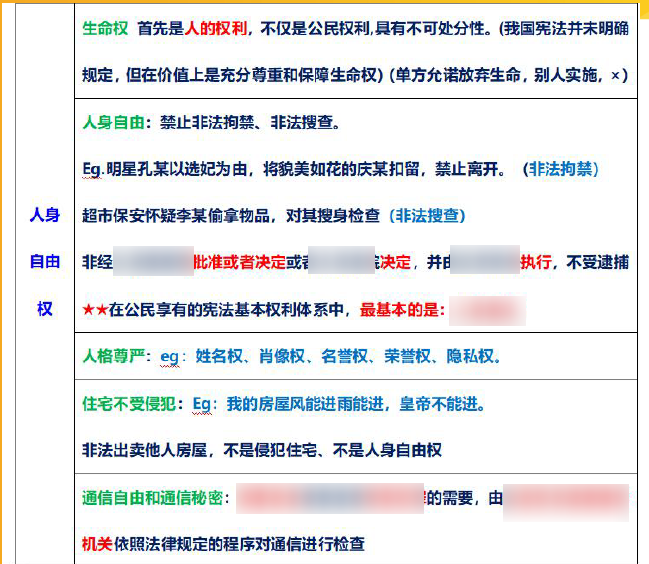 生命权 首先是人的权利，不仅是公民权利,具有不可处分性。(我国宪法并未明确
规定，但在价值上是充分尊重和保障生命权)（单方允诺放弃生命，别人实施，×）
人身自由：禁止非法拘禁、非法搜查。
Eg.明星孔某以选妃为由，将貌美如花的庆某扣留，禁止离开。（非法拘禁）
人身
超市保安怀疑李某偷拿物品，对其搜身检查（非法搜查）
自由
非经 批准或者决定或者 决定，并由 执行，不受逮捕
权
★★在公民享有的宪法基本权利体系中，最基本的是：
人格尊严：eg：姓名权、肖像权、名誉权、荣誉权、隐私权。
住宅不受侵犯：Eg：我的房屋风能进雨能进，皇帝不能进。
非法出卖他人房屋，不是侵犯住宅、不是人身自由权
通信自由和通信秘密： 的需要，由
机关依照法律规定的程序对通信进行检查